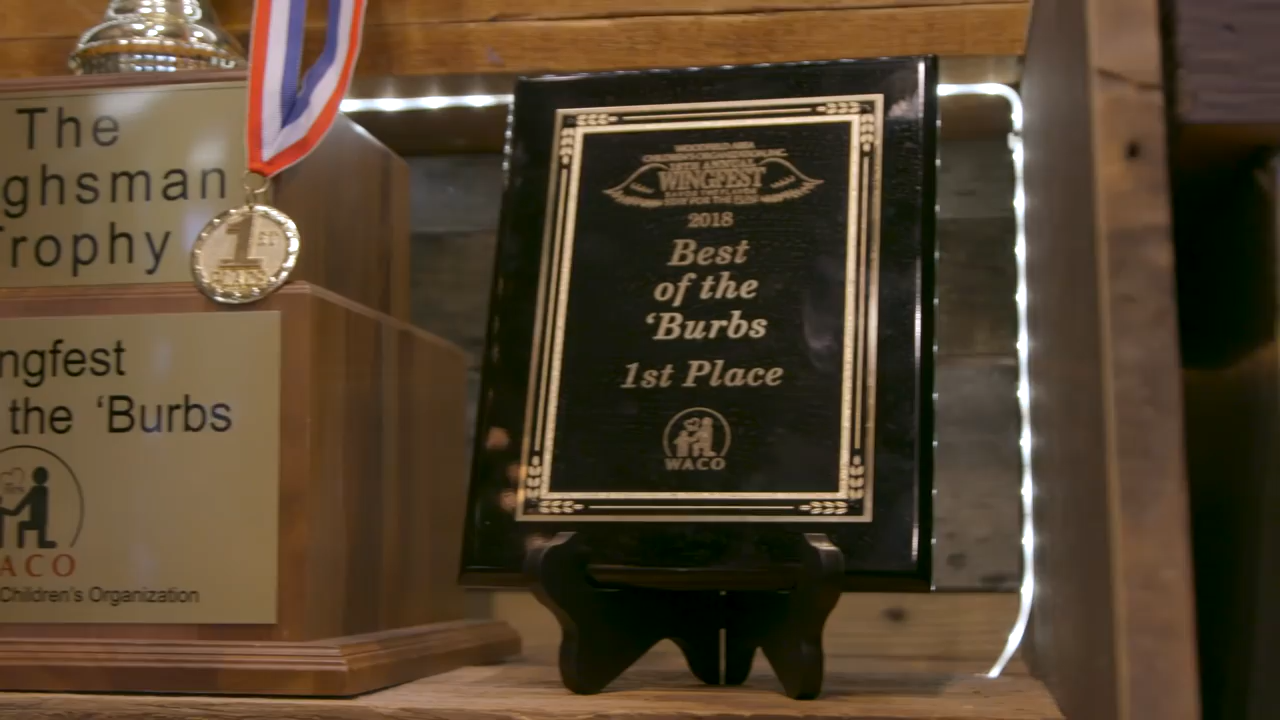 The
ghsman
Trophy
1ST
ngfest
the ‘Burbs
ACO
Children's Organization
WINGFEST
2018
Best
of the
‘Burbs
1st Place
WACO